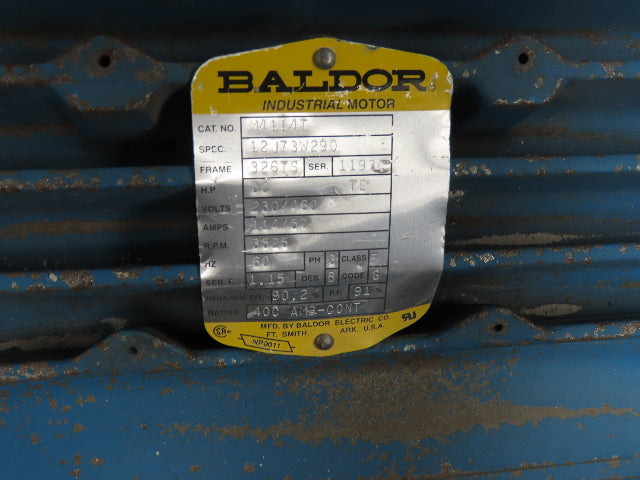 BALDOR
INDUSTRIAL MOTOR
CAT. NO. M4114T
SPEC. 12J73W290
FRAME 326TS SER.
H.P.
VOLTS 230/460
AMPS
R.P.M. 3525
HZ 60 PH 3 CLASS F
SER. F. 1.15 DES B CODE G
NEMA NOM. EFF. 90.2 % P.F. 91 %
RATING 40C AMB-CONT
MFD. BY BALDOR ELECTRIC CO.
FT. SMITH, ARK. U.S.A.
NP0011